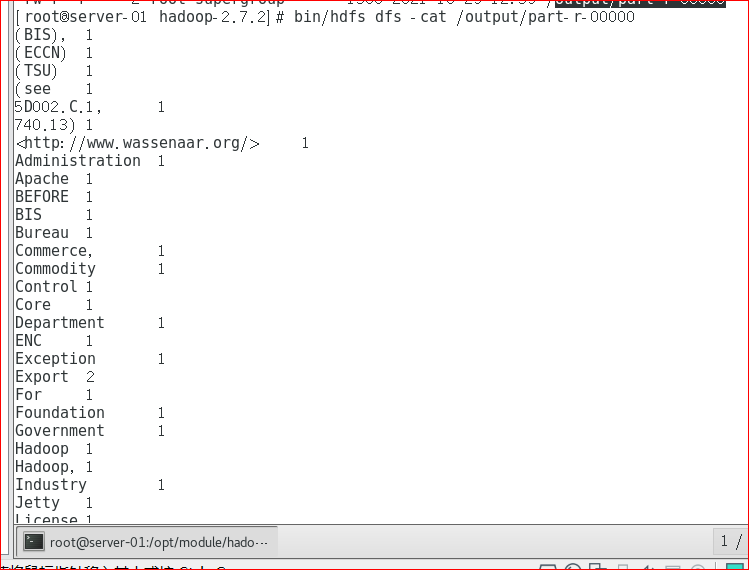 output/part-r-00000
[root@server-01 hadoop-2.7.2]# bin/hdfs dfs -cat /output/part-r-00000
(BIS), 1
(ECCN) 1
(TSU) 1
(see 1
5D002.C.1, 1
740.13) 1
<http://www.wassenaar.org/> 1
Administration 1
Apache 1
BEFORE 1
BIS 1
Bureau 1
Commerce, 1
Commodity 1
Control 1
Core 1
Department 1
ENC 1
Exception 1
Export 2
For 1
Foundation 1
Government 1
Hadoop 1
Hadoop, 1
Industry 1
Jetty 1
License 1
root@server-01:/opt/module/hado…
1 /